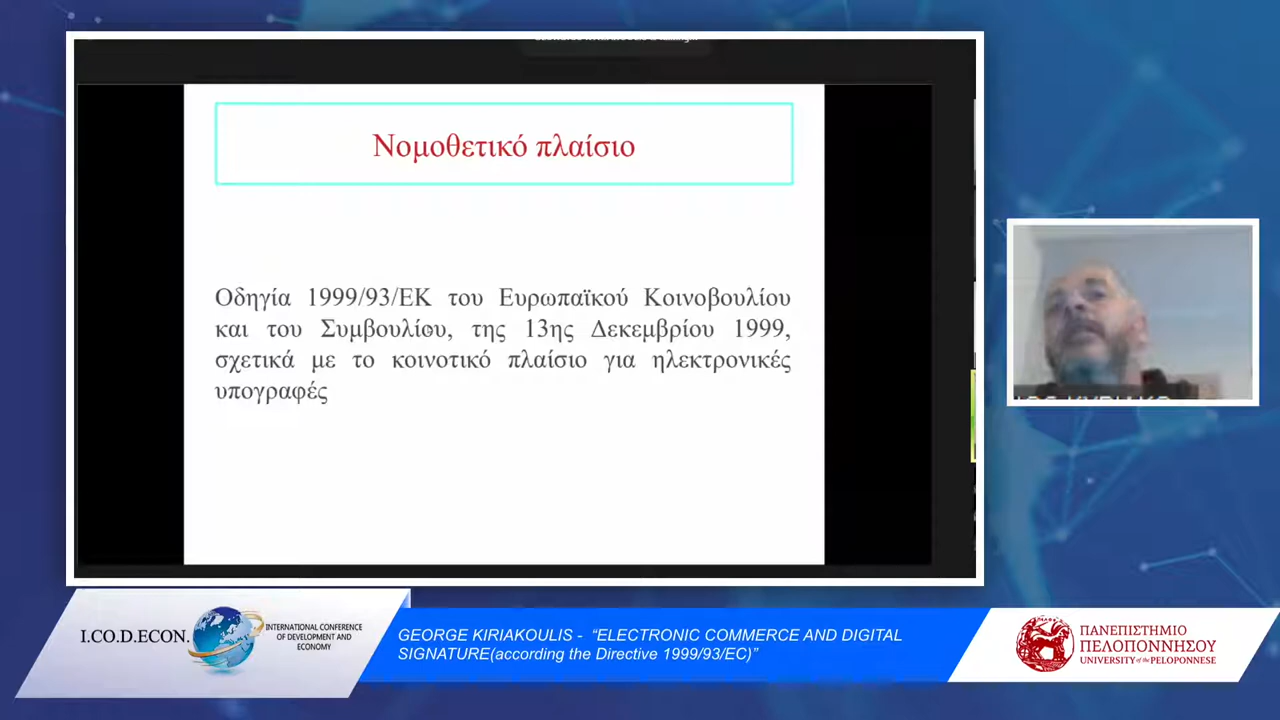 Νομοθετικό πλαίσιο
Οδηγία 1999/93/ΕΚ του Ευρωπαϊκού Κοινοβουλίου
και του Συμβουλίου, της 13ης Δεκεμβρίου 1999,
σχετικά με το κοινοτικό πλαίσιο για ηλεκτρονικές
υπογραφές
I.CO.D.ECON.
INTERNATIONAL CONFERENCE
OF DEVELOPMENT AND
ECONOMY
GEORGE KIRIAKOULIS - “ELECTRONIC COMMERCE AND DIGITAL
SIGNATURE(according the Directive 1999/93/EC)”
ΠΑΝΕΠΙΣΤΗΜΙΟ
ΠΕΛΟΠΟΝΝΗΣΟΥ
UNIVERSITY of the PELOPONNESE